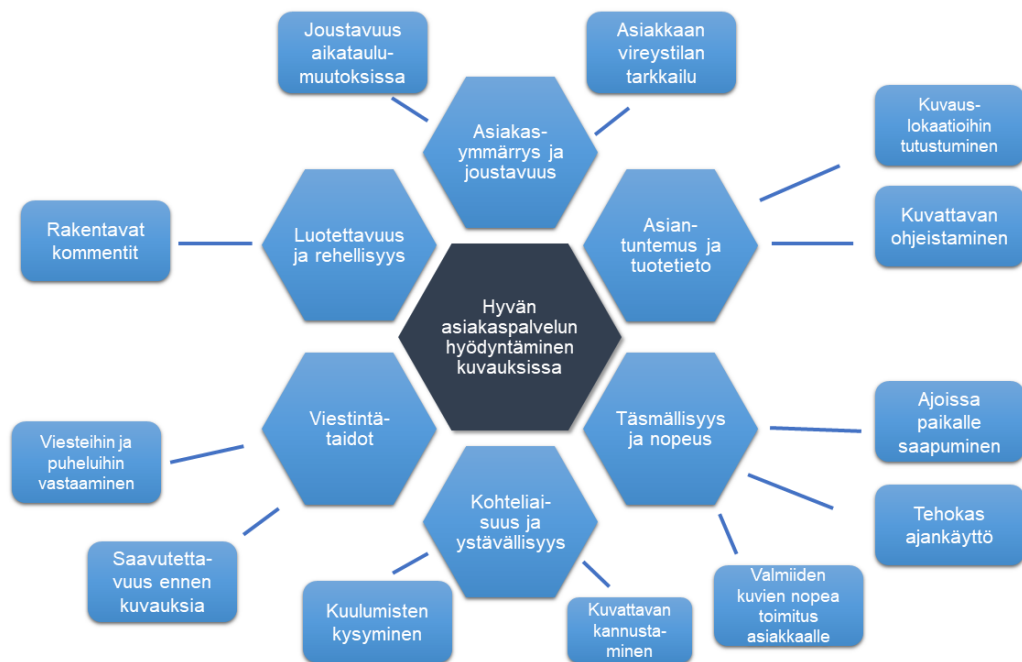 Joustavuus
aikataulu-
muutoksissa
Asiakkaan
vireystilan
tarkkailu
Asiakas-
ymmärrys ja
joustavuus
Kuvaus-
lokaatioihin
tutustuminen
Rakentavat
kommentit
Luotettavuus
ja rehellisyys
Asian-
tuntemus ja
tuotetieto
Kuvattavan
ohjeistaminen
Hyvän
asiakaspalvelun
hyödyntäminen
kuvauksissa
Viestintä-
taidot
Täsmällisyys
ja nopeus
Ajoissa
paikalle
saapuminen
Viesteihin ja
puheluihin
vastaaminen
Kohteliai-
suus ja
ystävällisyys
Tehokas
ajankäyttö
Saavutetta-
vuus ennen
kuvauksia
Kuulumisten
kysyminen
Kuvattavan
kannusta-
minen
Valmiiden
kuvien nopea
toimitus
asiakkaalle